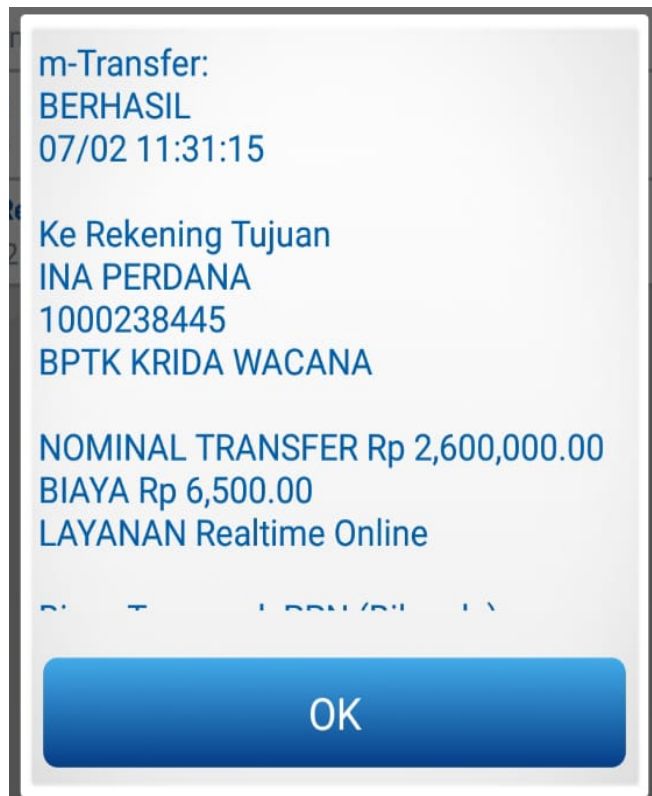 m-Transfer:
BERHASIL
07/02 11:31:15
Ke Rekening Tujuan
INA PERDANA
1000238445
BPTK KRIDA WACANA
NOMINAL TRANSFER Rp 2,600,000.00
BIAYA Rp 6,500.00
LAYANAN Realtime Online
OK